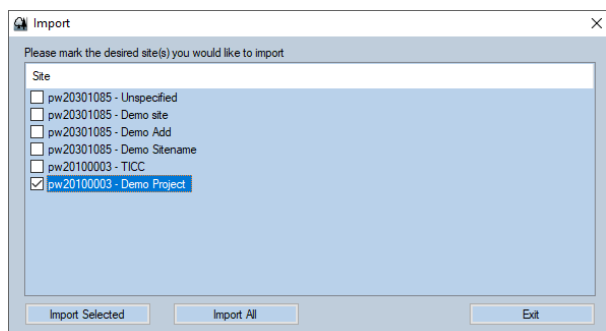 Import
Please mark the desired site(s) you would like to import
Site
pw20301085 - Unspecified
pw20301085 - Demo site
pw20301085 - Demo Add
pw20301085 - Demo Sitename
pw20100003 - TICC
pw20100003 - Demo Project
Import Selected Import All Exit